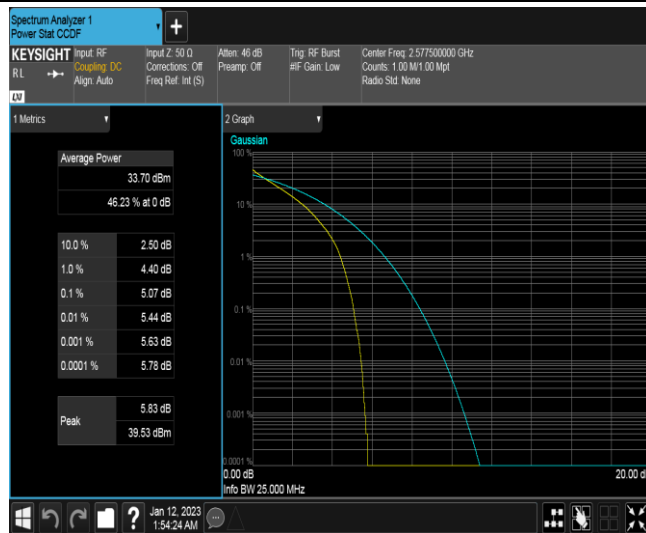 Spectrum Analyzer 1
Power Stat CCDF
KEYSIGHT
RL
Input: RF
Coupling: DC
Align: Auto
Input Z: 50 Ω
Corrections: Off
Freq Ref: Int (S)
Atten: 46 dB
Preamp: Off
Trig: RF Burst
#IF Gain: Low
Center Freq: 2.577500000 GHz
Counts: 1.00 M/1.00 Mpt
Radio Std: None
1 Metrics
Average Power
33.70 dBm
46.23 % at 0 dB
10.0 % 2.50 dB
1.0 % 4.40 dB
0.1 % 5.07 dB
0.01 % 5.44 dB
0.001 % 5.63 dB
0.0001 % 5.78 dB
Peak
5.83 dB
39.53 dBm
2 Graph
Gaussian
100 %
10 %
1 %
0.1 %
0.01 %
0.001 %
0.0001 %
0.00 dB
20.00 d
Info BW 25.000 MHz
?
Jan 12, 2023
1:54:24 AM